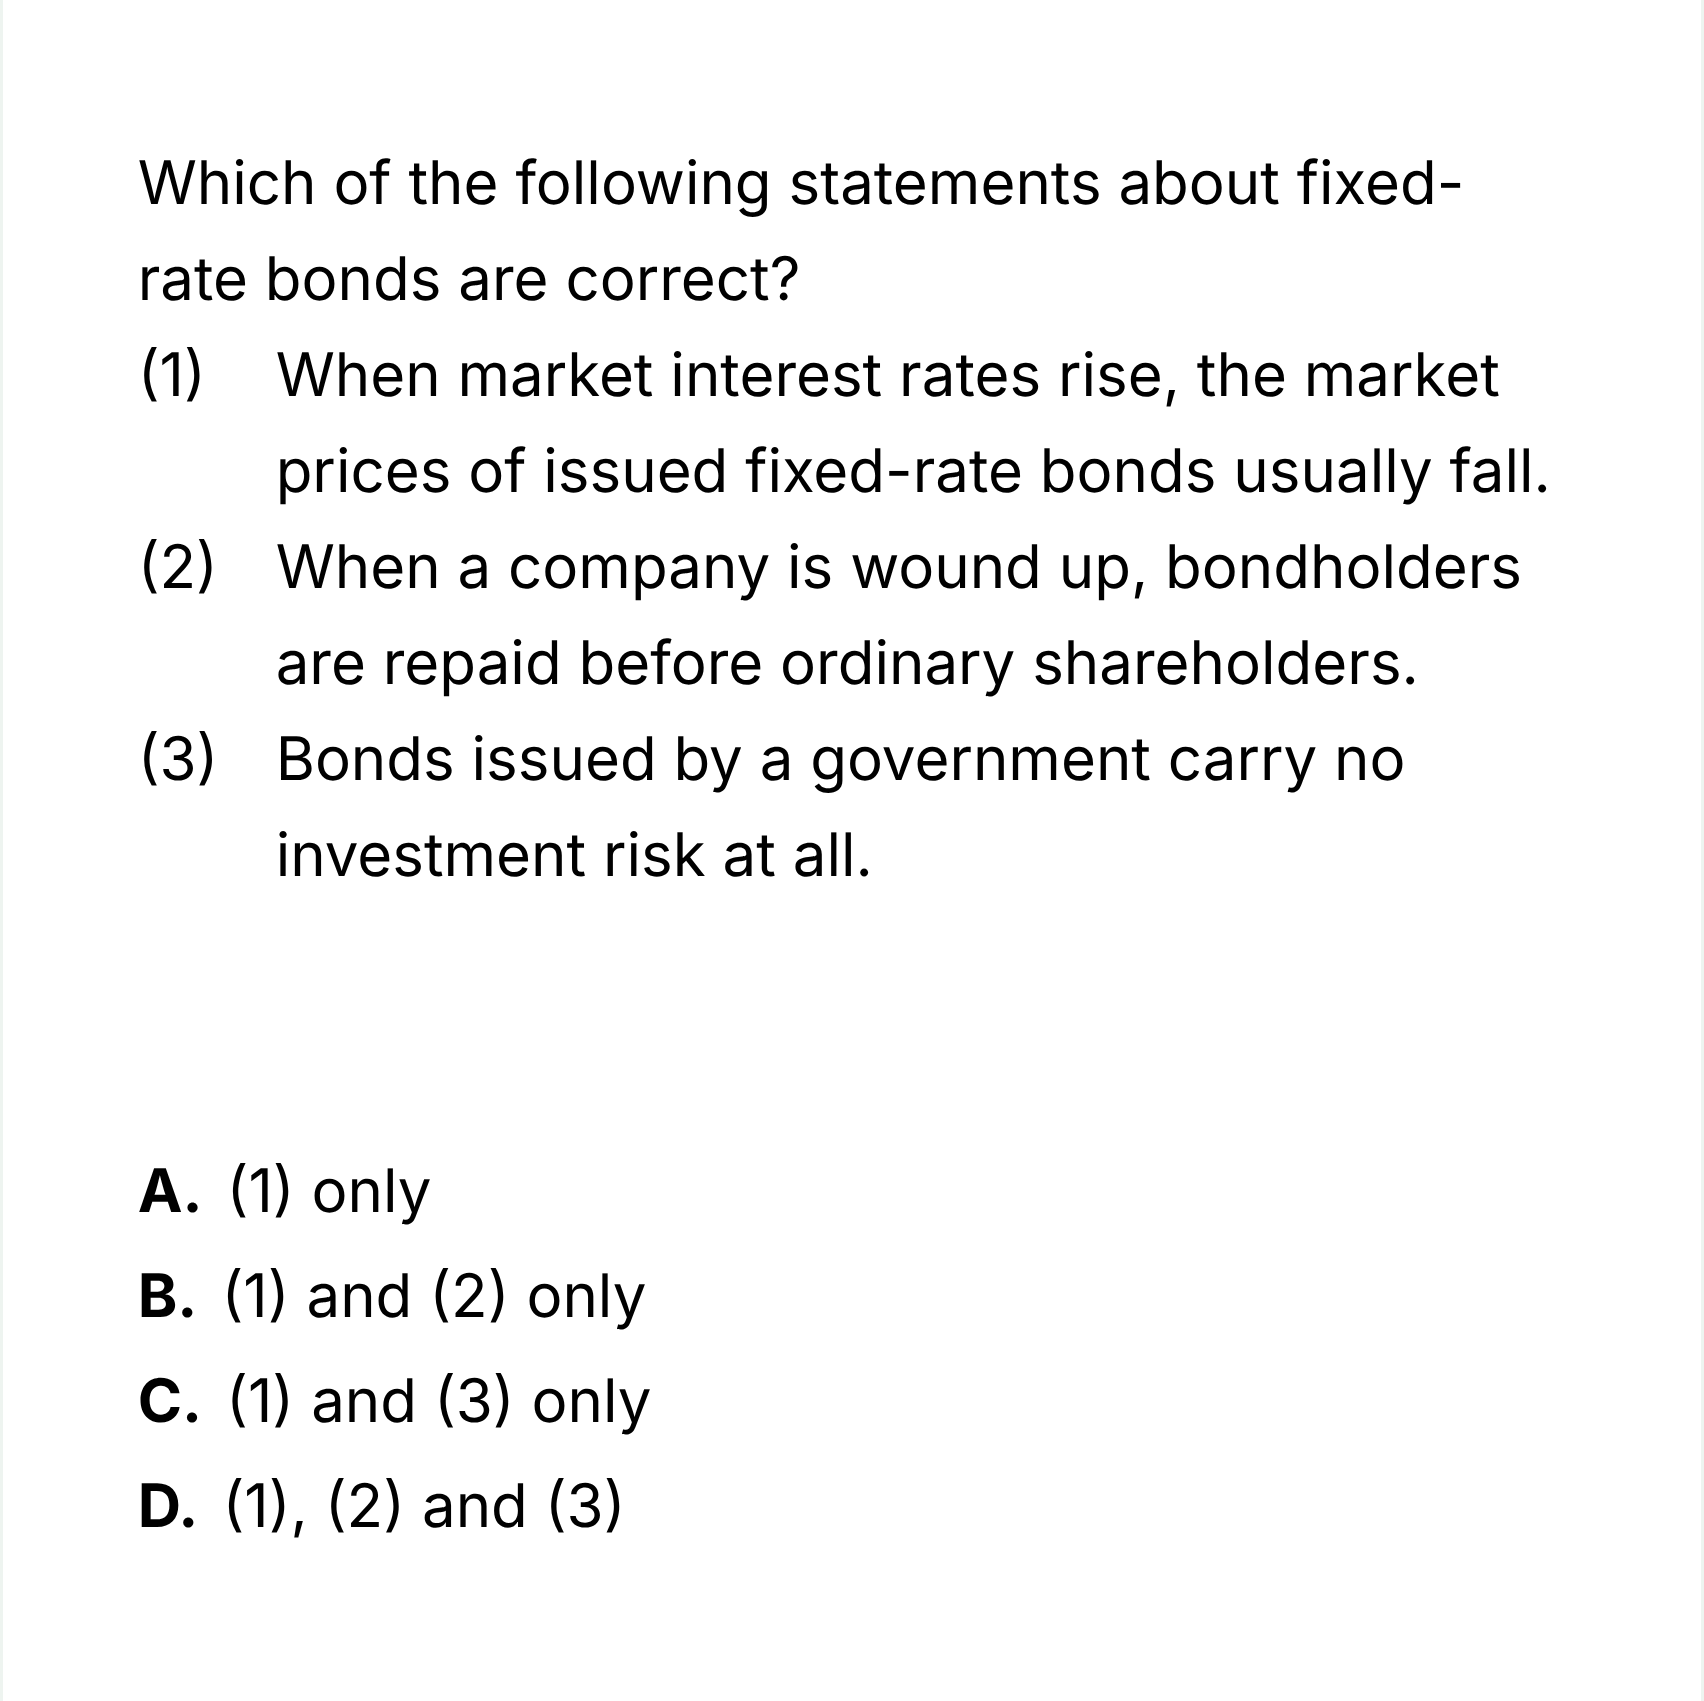 Which of the following statements about fixed-
rate bonds are correct?
(1) When market interest rates rise, the market
prices of issued fixed-rate bonds usually fall.
(2) When a company is wound up, bondholders
are repaid before ordinary shareholders.
(3) Bonds issued by a government carry no
investment risk at all.
A. (1) only
B. (1) and (2) only
C. (1) and (3) only
D. (1), (2) and (3)